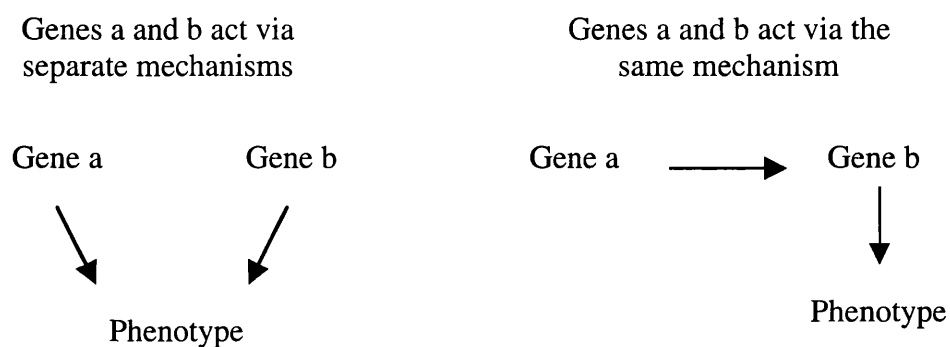 Genes a and b act via
separate mechanisms
Gene a
Gene b
Phenotype
Genes a and b act via the
same mechanism
Gene a
Gene b
Phenotype